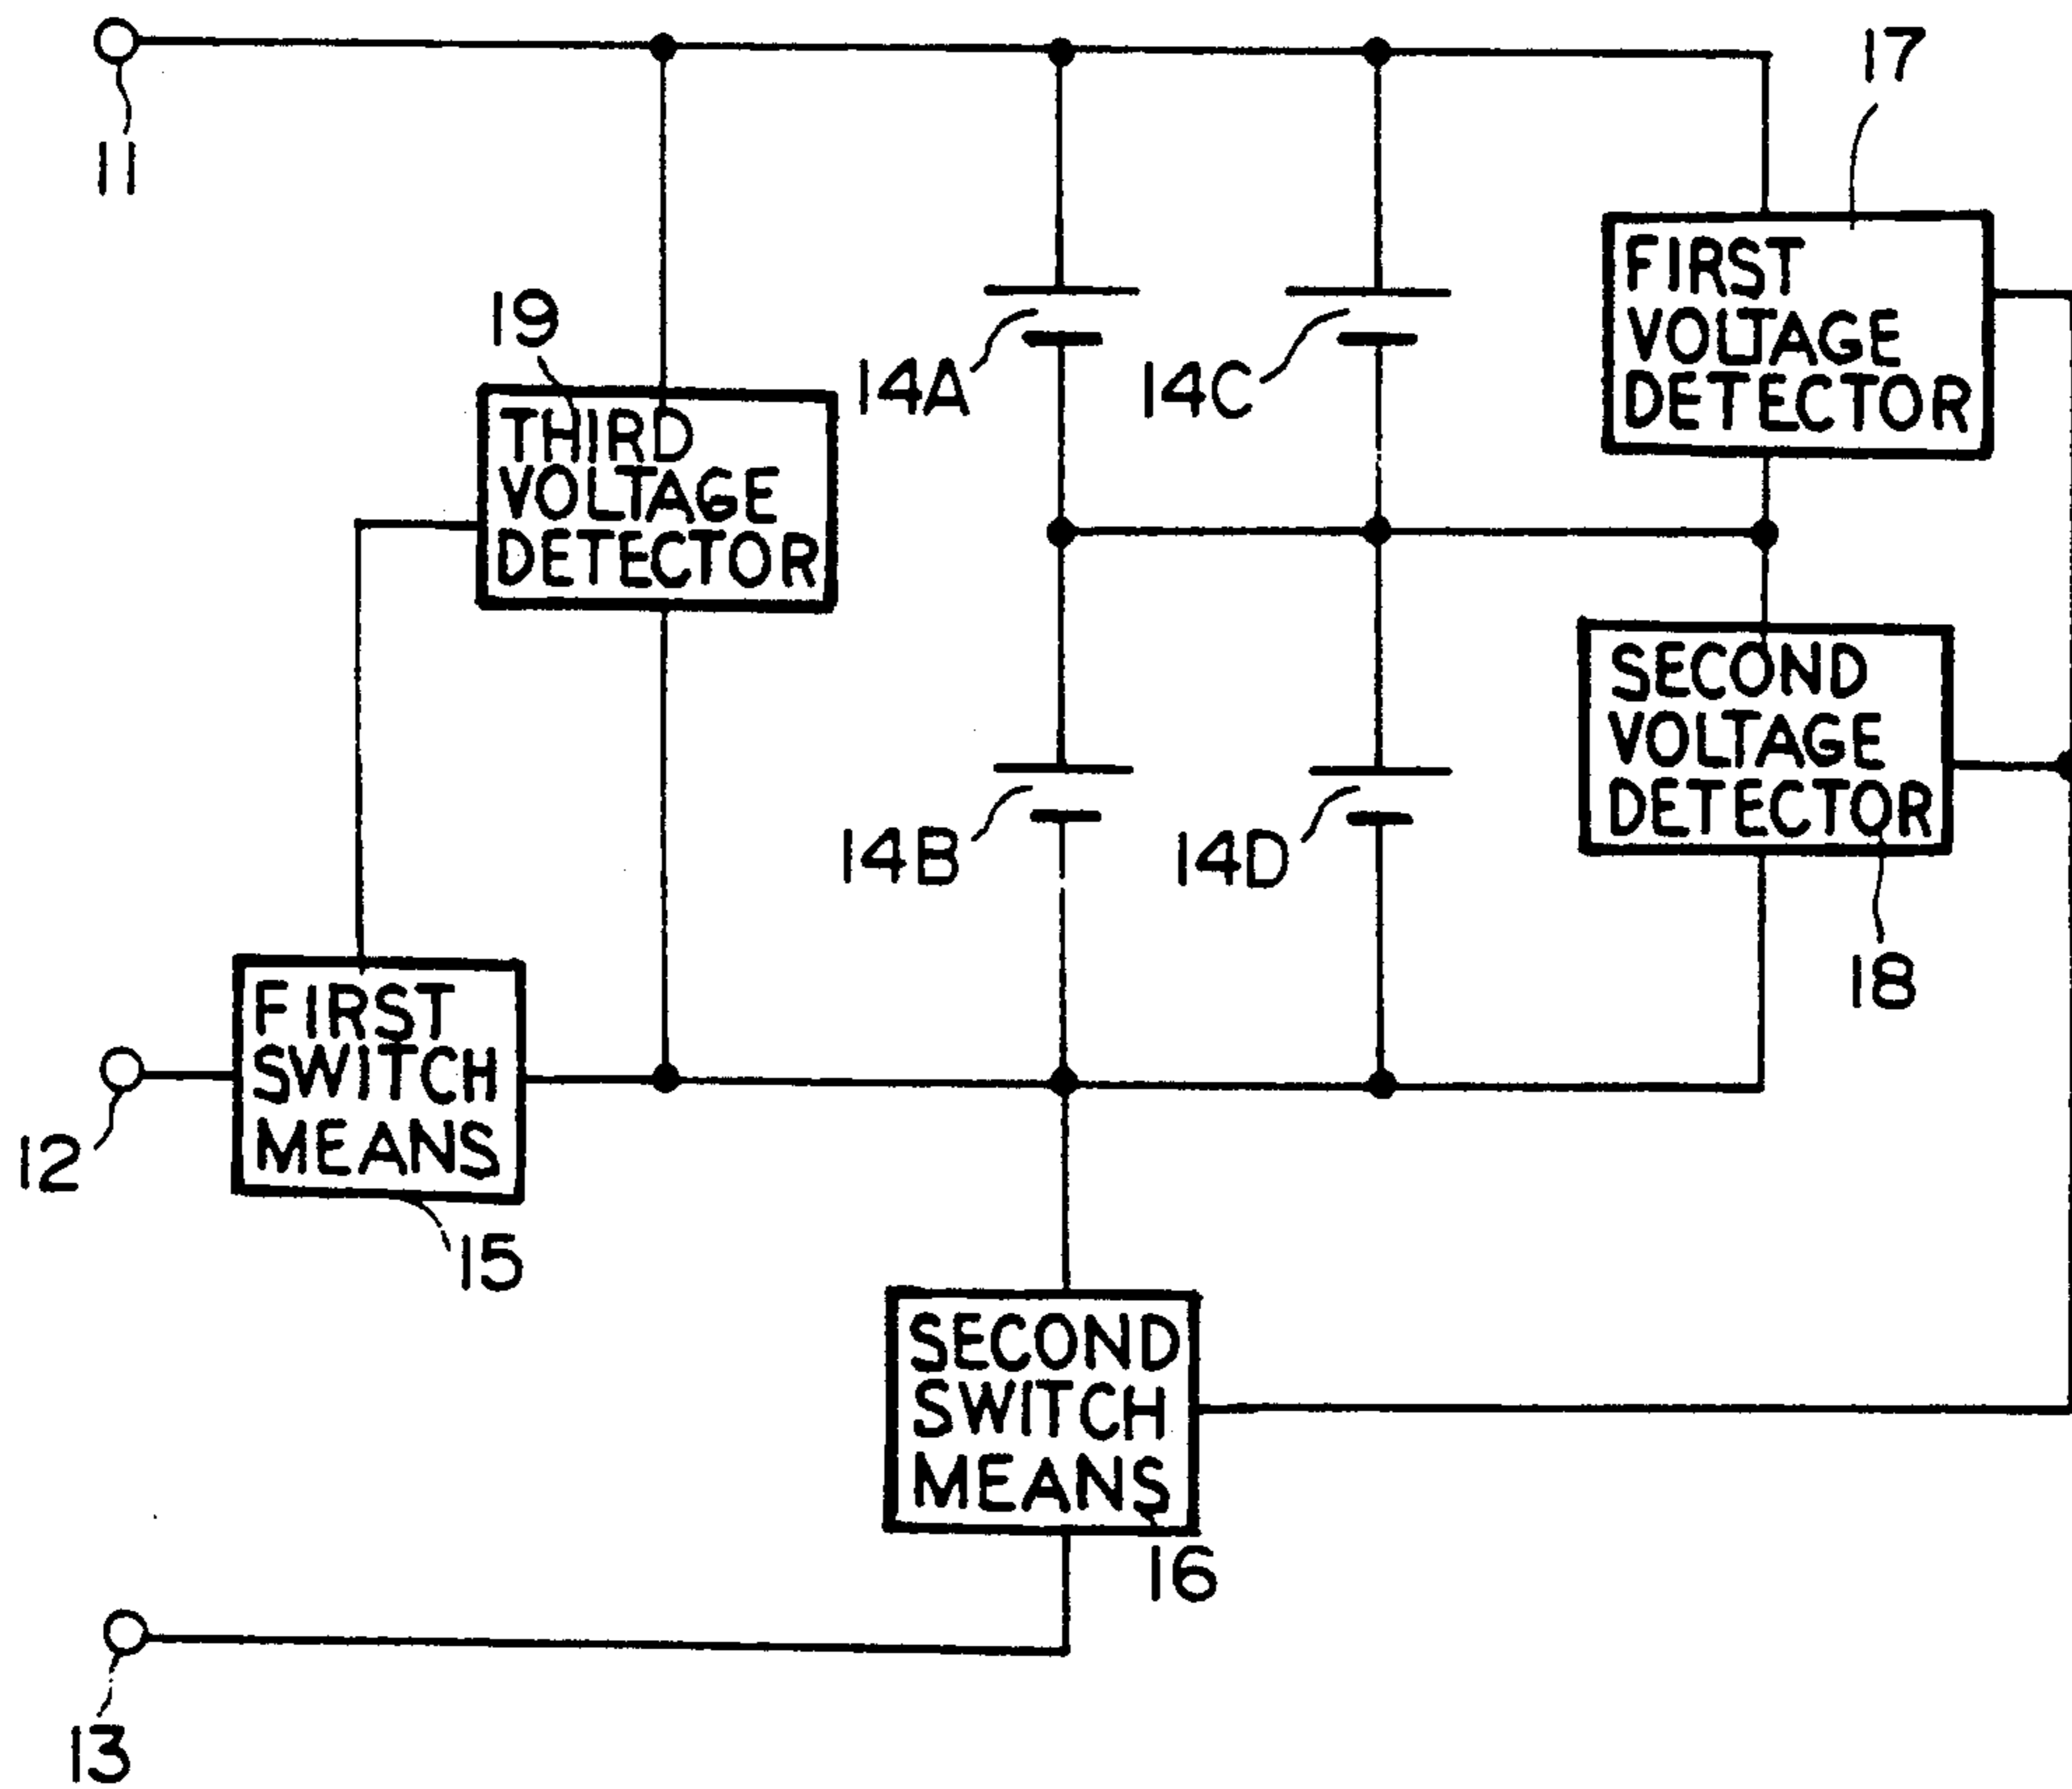 11
17
FIRST
VOLTAGE
DETECTOR
19
14A
14C
THIRD
VOLTAGE
DETECTOR
SECOND
VOLTAGE
DETECTOR
14B
14D
18
FIRST
SWITCH
MEANS
12
15
SECOND
SWITCH
MEANS
16
13